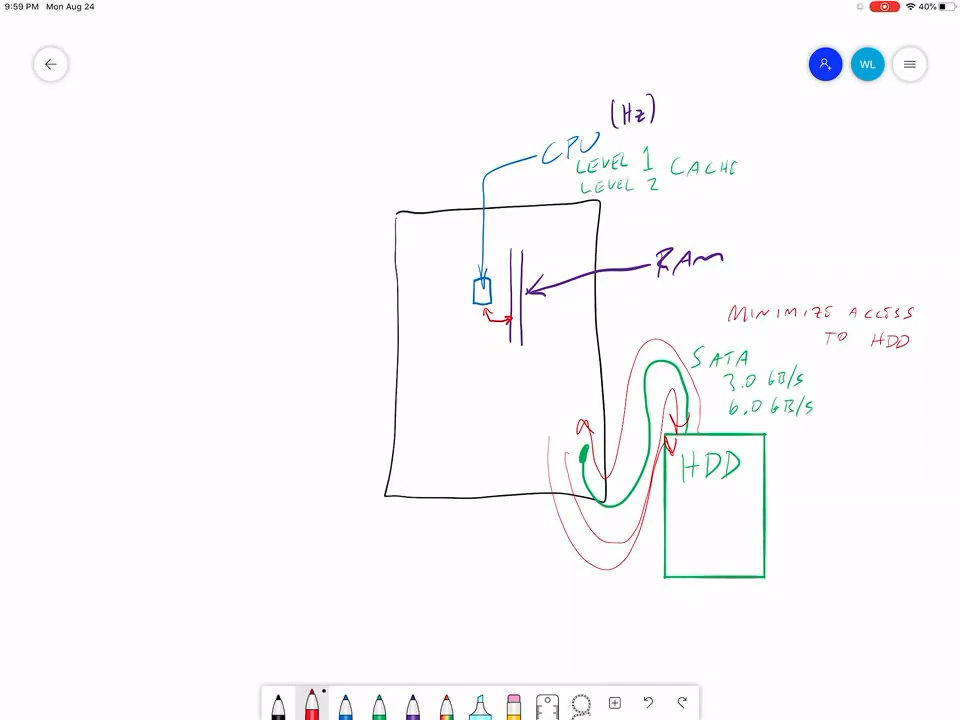 9:59 PM Mon Aug 24
40%
WL
(Hz)
CPU
LEVEL 1 CACHE
LEVEL 2
RAM
MINIMIZE ACCESS
TO HDD
SATA
3.0 GB/s
6.0 GB/s
HDD